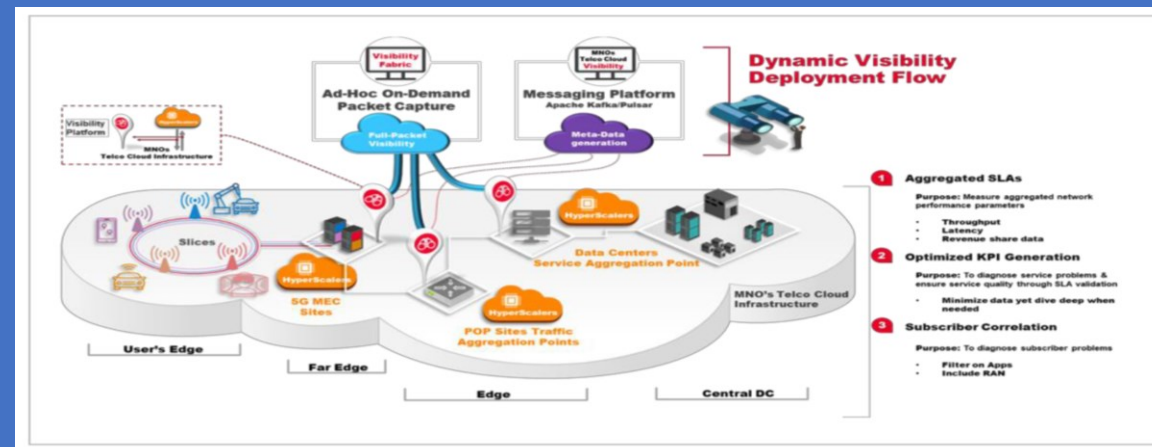 Visibility
Fabric
Ad-Hoc On-Demand
Packet Capture
Full-Packet
Visibility
MNOs
Telco Cloud
Visibility
Messaging Platform
Apache Kafka/Pulsar
Meta-Data
generation
Dynamic Visibility
Deployment Flow
Visibility
Platform
HyperScalers
MNOs
Telco Cloud Infrastructure
Slices
HyperScalers
5G MEC
Sites
HyperScalers
POP Sites Traffic
Aggregation Points
HyperScalers
Data Centers
Service Aggregation Point
MNO's Telco Cloud
Infrastructure
User's Edge
Far Edge
Edge
Central DC
1 Aggregated SLAs
Purpose: Measure aggregated network
performance parameters
• Throughput
• Latency
• Revenue share data
2 Optimized KPI Generation
Purpose: To diagnose service problems &
ensure service quality through SLA validation
• Minimize data yet dive deep when
needed
3 Subscriber Correlation
Purpose: To diagnose subscriber problems
• Filter on Apps
• Include RAN